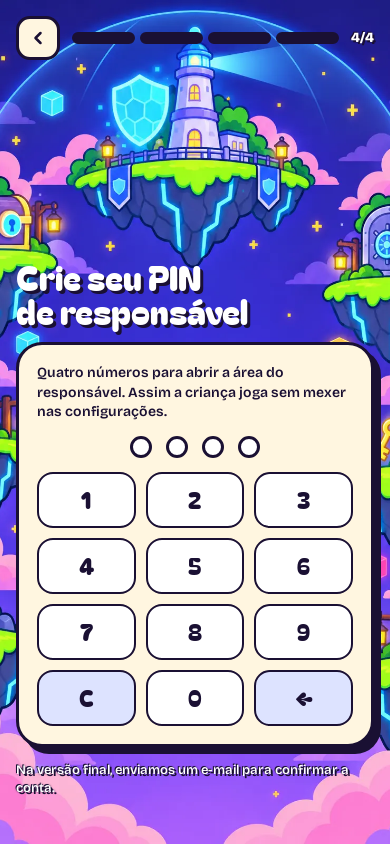 4/4
Crie seu PIN
de responsável
Quatro números para abrir a área do
responsável. Assim a criança joga sem mexer
nas configurações.
1 2 3
4 5 6
7 8 9
C 0 ←
Na versão final, enviamos um e-mail para confirmar a
conta.